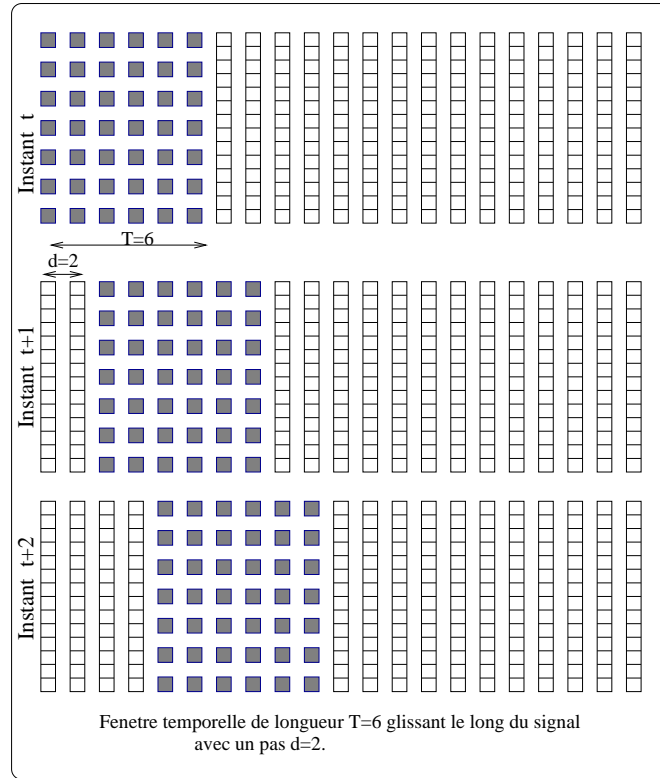 Instant t
T=6
d=2
Instant t+1
Instant t+2
Fenetre temporelle de longueur T=6 glissant le long du signal
avec un pas d=2.